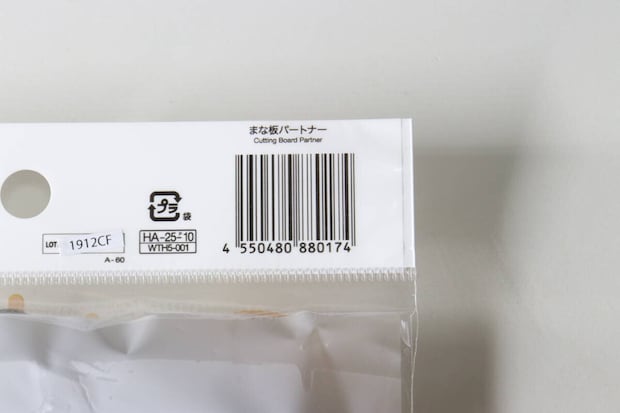 まな板パートナー
Cutting Board Partner
プラ
袋
4 550480 880174
LOT.
1912CF
HA-25-10
WTH5-001
A-60